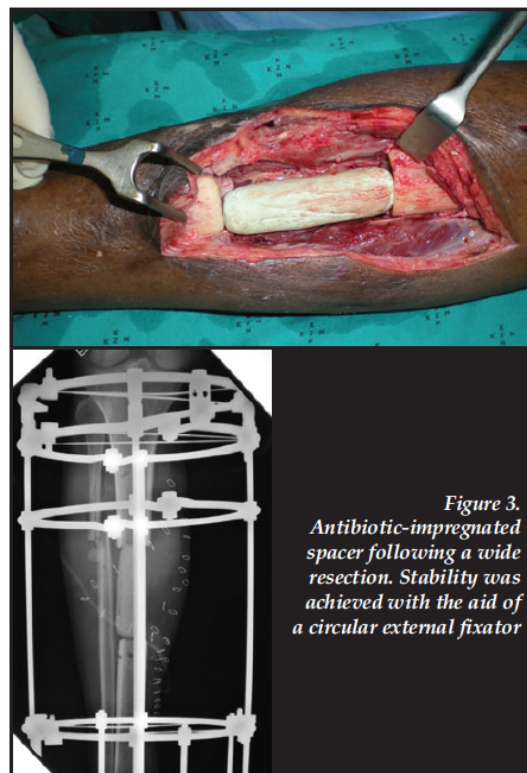 Figure 3.
Antibiotic-impregnated
spacer following a wide
resection. Stability was
achieved with the aid of
a circular external fixator